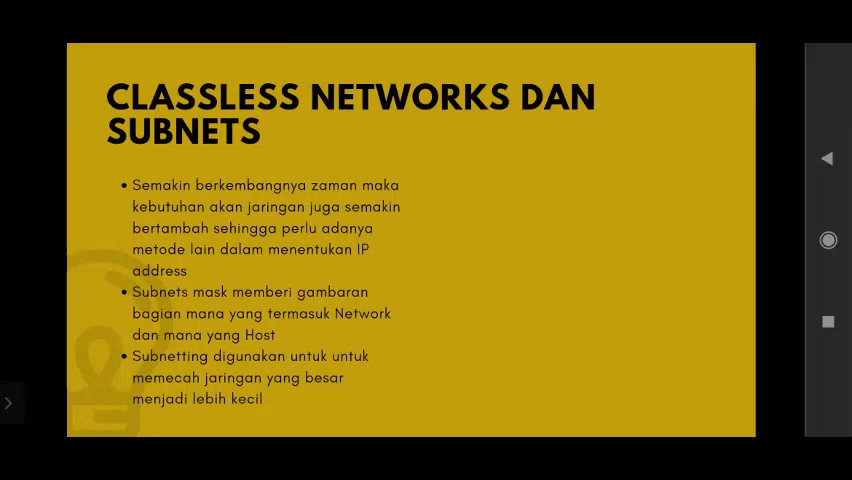 CLASSLESS NETWORKS DAN
SUBNETS
• Semakin berkembangnya zaman maka
kebutuhan akan jaringan juga semakin
bertambah sehingga perlu adanya
metode lain dalam menentukan IP
address
• Subnets mask memberi gambaran
bagian mana yang termasuk Network
dan mana yang Host
• Subnetting digunakan untuk untuk
memecah jaringan yang besar
menjadi lebih kecil